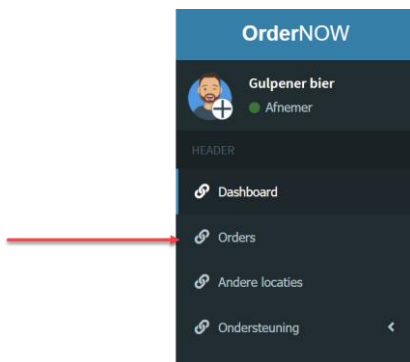 OrderNOW
Gulpener bier
Afnemer
HEADER
Dashboard
Orders
Andere locaties
Ondersteuning